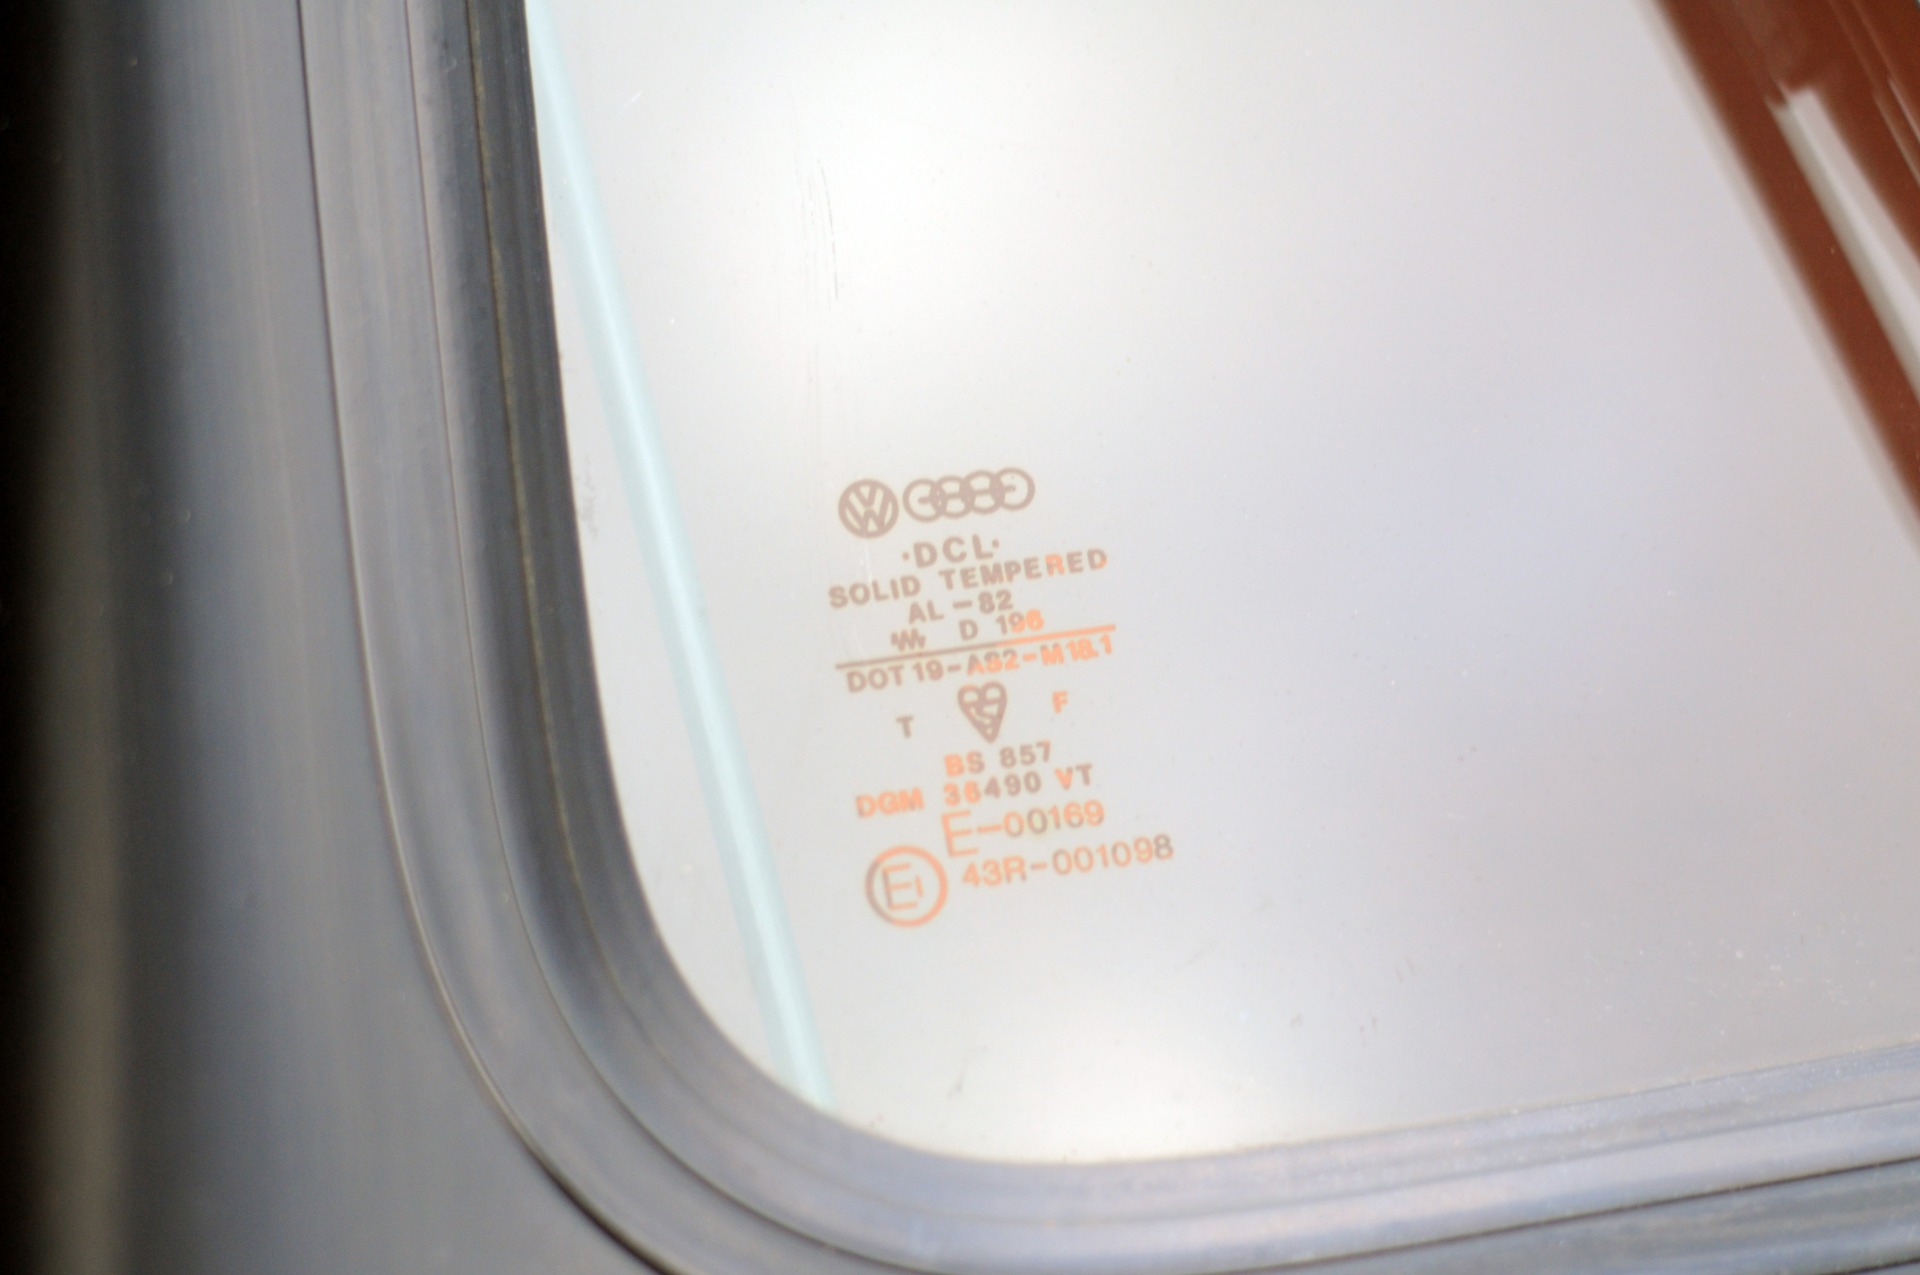 ·DCL·
SOLID TEMPERED
AL-82
D 196
DOT 19-AS2-M18.1
T F
BS 857
DGM 36490 VT
E-00169
E1 43R-001098